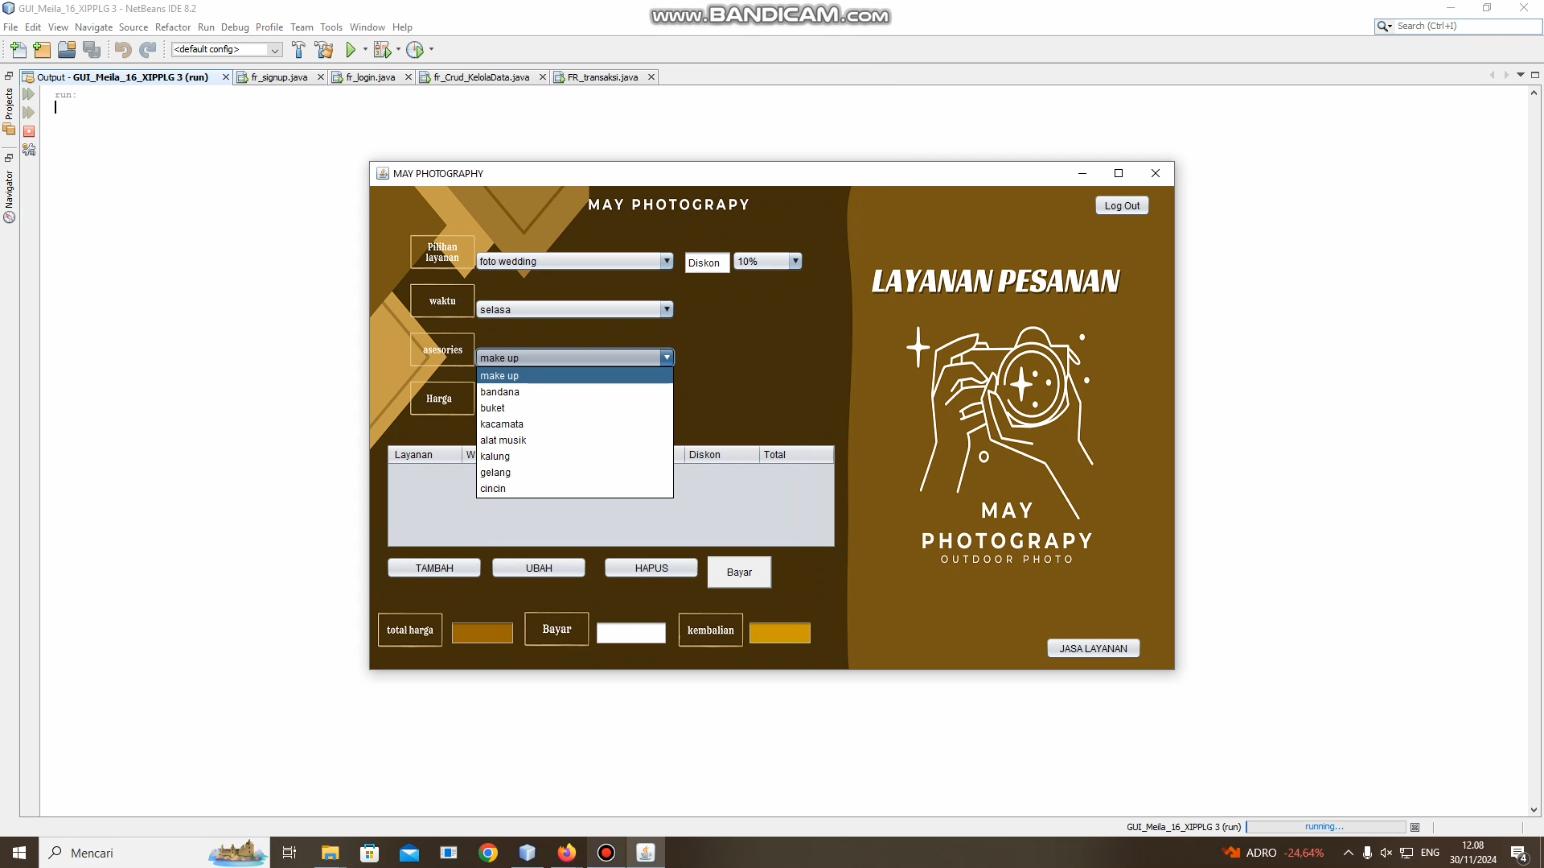 GUI_Meila_16_XIPPLG 3 - NetBeans IDE 8.2
www.BANDICAM.com
File Edit View Navigate Source Refactor Run Debug Profile Team Tools Window Help
Search (Ctrl+I)
<default config>
Output - GUI_Meila_16_XIPPLG 3 (run)
fr_signup.java
fr_login.java
fr_Crud_KelolaData.java
FR_transaksi.java
Projects
Navigator
run:
MAY PHOTOGRAPHY
MAY PHOTOGRAPY
Log Out
Pilihan
layanan
foto wedding
Diskon
10%
waktu
selasa
asesories
make up
make up
bandana
buket
kacamata
alat musik
kalung
gelang
cincin
Harga
Layanan
W
Diskon
Total
TAMBAH
UBAH
HAPUS
Bayar
total harga
Bayar
kembalian
LAYANAN PESANAN
MAY
PHOTOGRAPY
OUTDOOR PHOTO
JASA LAYANAN
GUI_Meila_16_XIPPLG 3 (run)
running...
Mencari
ADRO -24,64%
ENG
12.08
30/11/2024
4